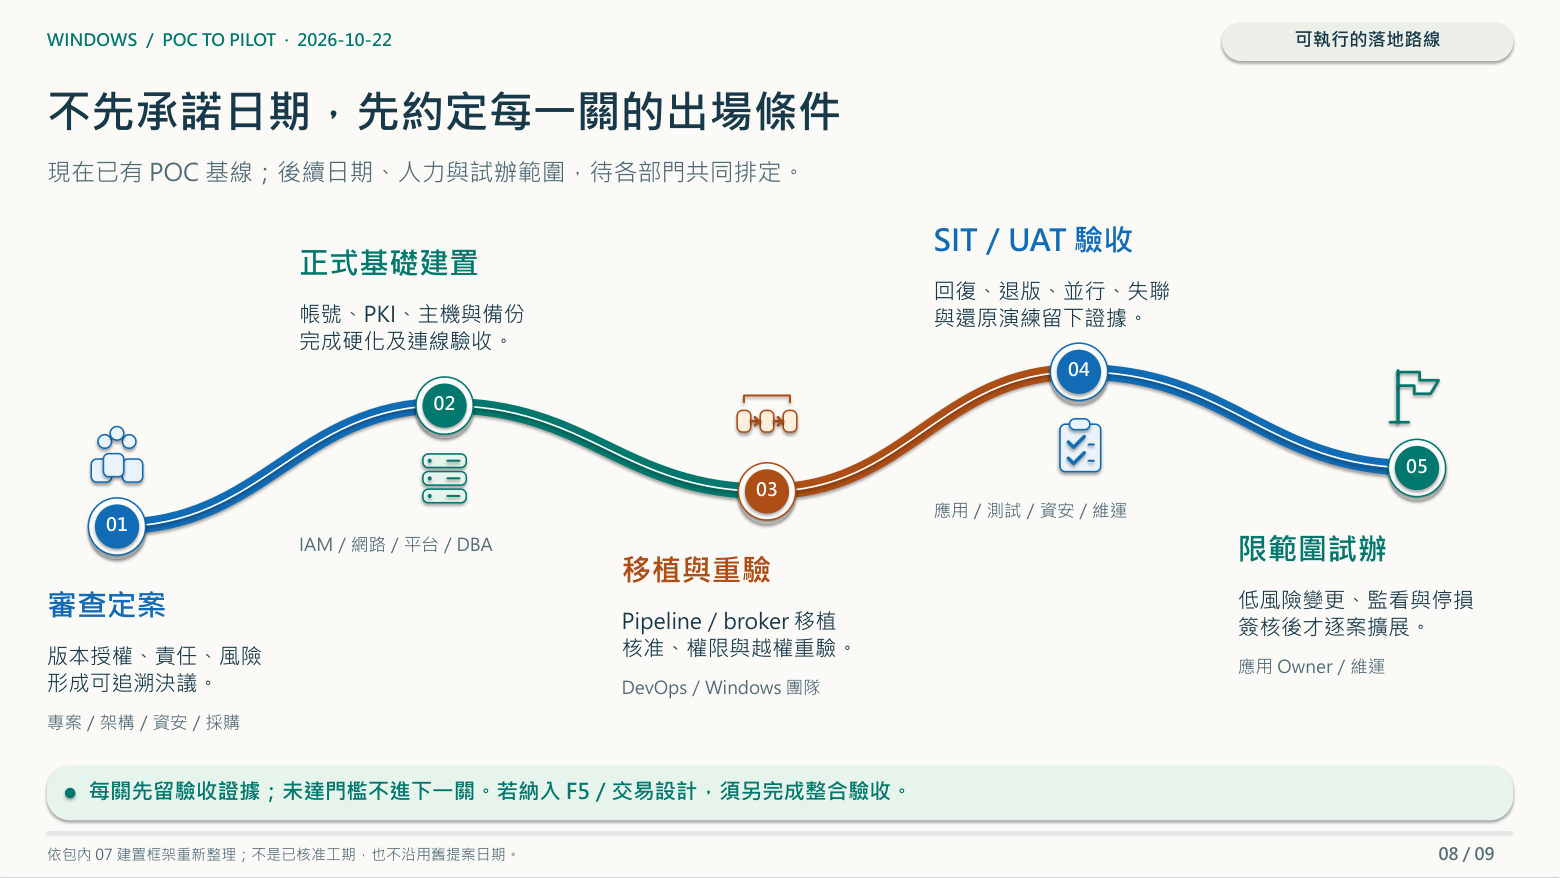 WINDOWS / POC TO PILOT · 2026-10-22
可執行的落地路線
不先承諾日期，先約定每一關的出場條件
現在已有 POC 基線；後續日期、人力與試辦範圍，待各部門共同排定。
01
審查定案
版本授權、責任、風險
形成可追溯決議。
專案 / 架構 / 資安 / 採購
正式基礎建置
帳號、PKI、主機與備份
完成硬化及連線驗收。
02
IAM / 網路 / 平台 / DBA
03
移植與重驗
Pipeline / broker 移植
核准、權限與越權重驗。
DevOps / Windows 團隊
SIT / UAT 驗收
回復、退版、並行、失聯
與還原演練留下證據。
04
應用 / 測試 / 資安 / 維運
05
限範圍試辦
低風險變更、監看與停損
簽核後才逐案擴展。
應用 Owner / 維運
每關先留驗收證據；未達門檻不進下一關。若納入 F5 / 交易設計，須另完成整合驗收。
依包內 07 建置框架重新整理；不是已核准工期，也不沿用舊提案日期。
08 / 09